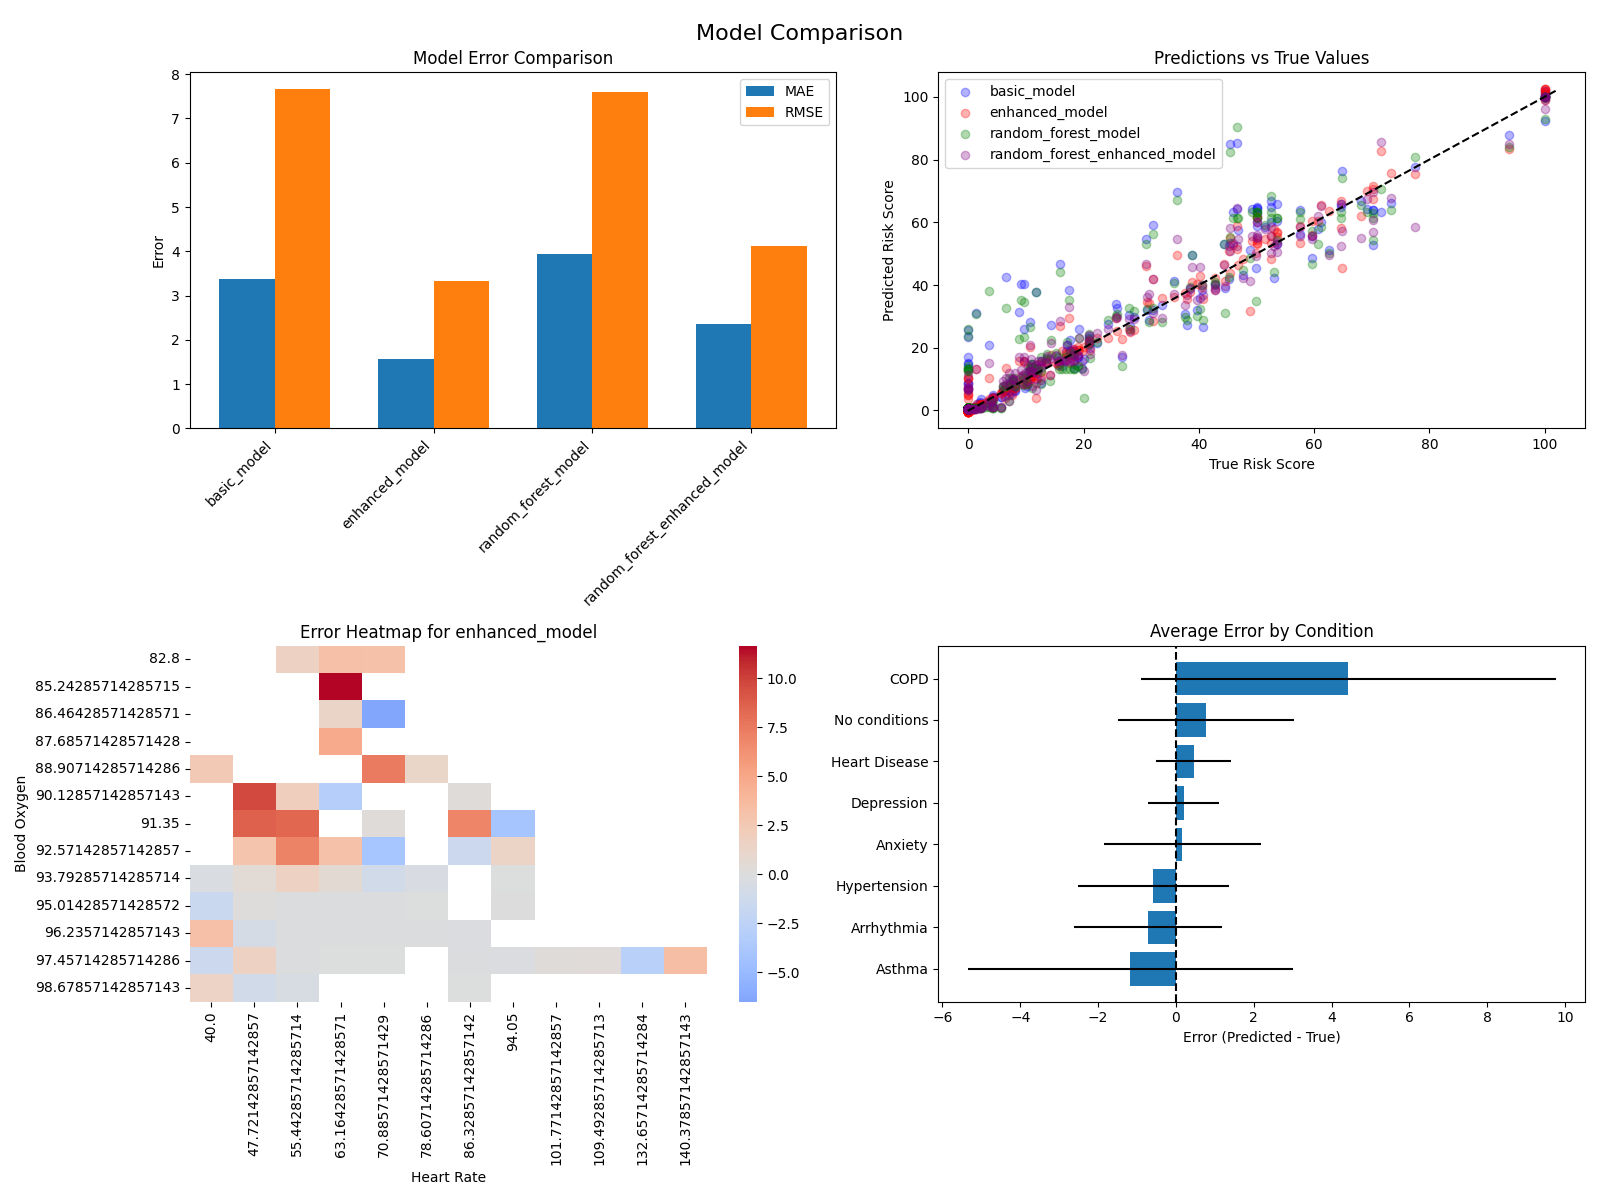 Model Comparison
Model Error Comparison
8
7
6
5
4
3
2
1
0
Error
MAE
RMSE
basic_model
enhanced_model
random_forest_model
random_forest_enhanced_model
Predictions vs True Values
basic_model
enhanced_model
random_forest_model
random_forest_enhanced_model
100
80
60
40
20
0
Predicted Risk Score
0 20 40 60 80 100
True Risk Score
Error Heatmap for enhanced_model
Blood Oxygen
82.8
85.24285714285715
86.46428571428571
87.68571428571428
88.90714285714286
90.12857142857143
91.35
92.57142857142857
93.79285714285714
95.01428571428572
96.2357142857143
97.45714285714286
98.67857142857143
40.0
47.72142857142857
55.44285714285714
63.16428571428571
70.8857142857142​9
78.60714285714286
86.32857142857142
94.05
101.77142857142857
109.49285714285713
132.65714285714284
140.37857142857143
Heart Rate
10.0
7.5
5.0
2.5
0.0
−2.5
−5.0
Average Error by Condition
COPD
No conditions
Heart Disease
Depression
Anxiety
Hypertension
Arrhythmia
Asthma
−6 −4 −2 0 2 4 6 8 10
Error (Predicted - True)